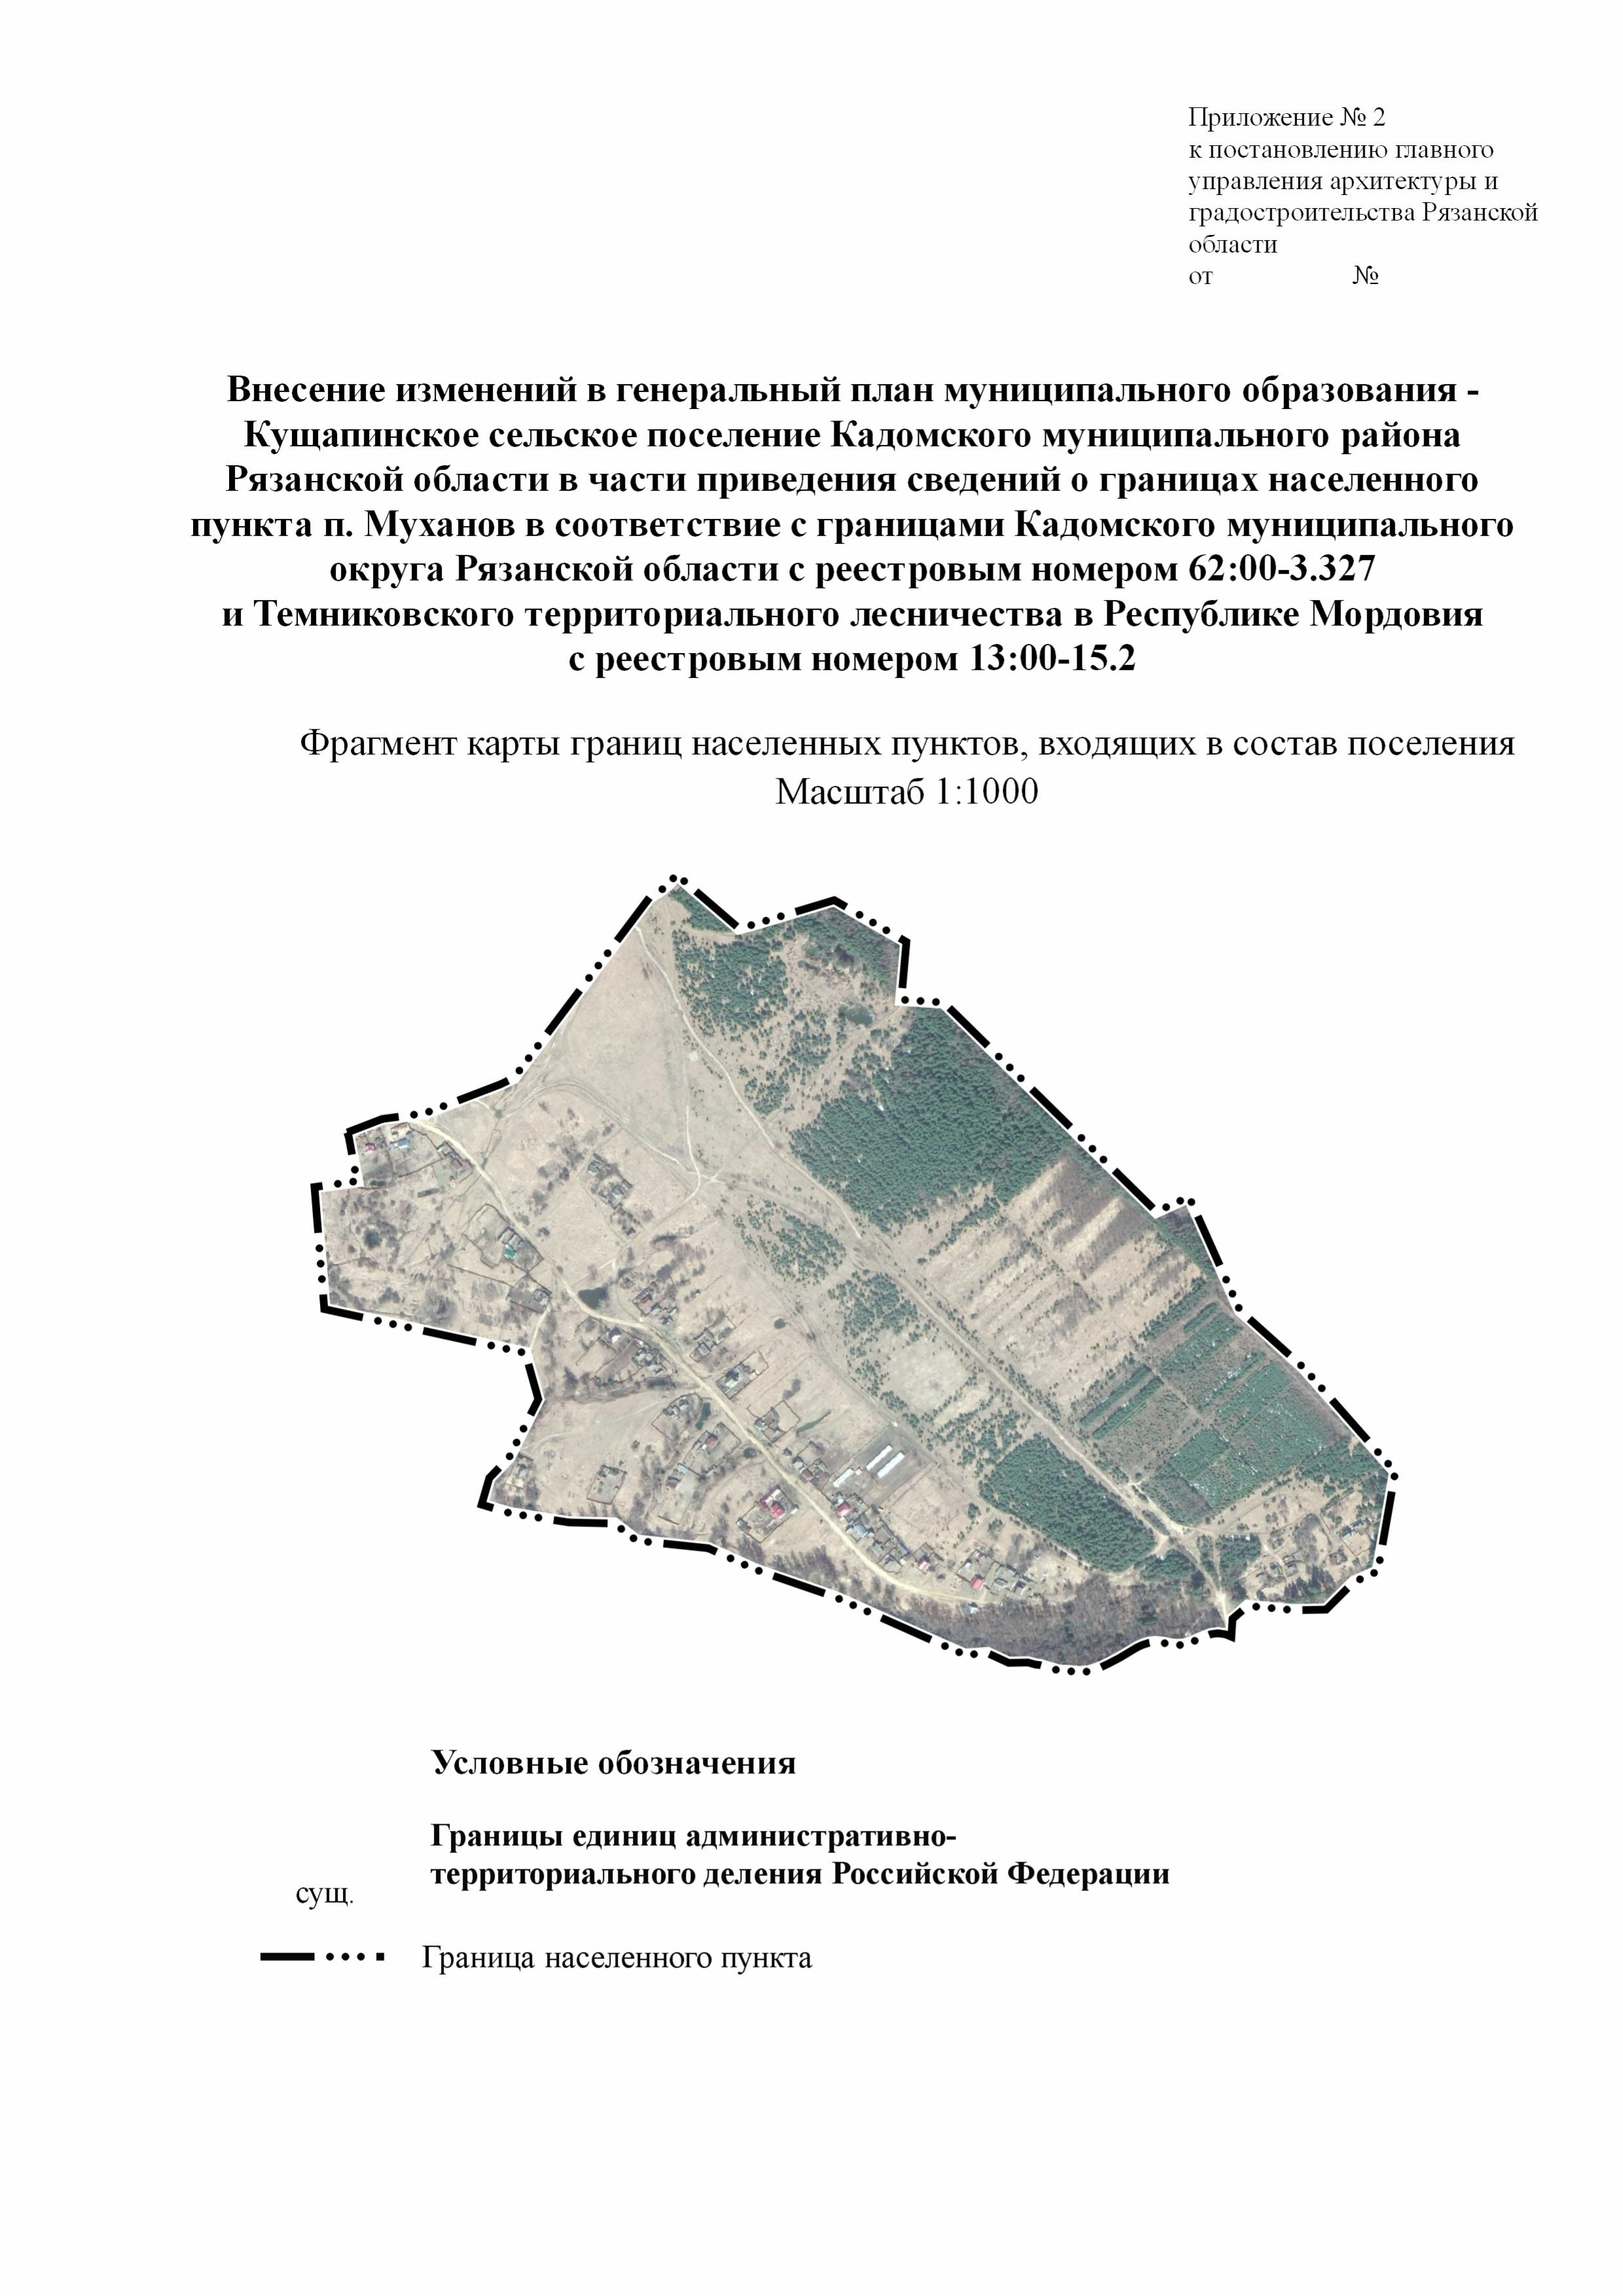 Приложение № 2
к постановлению главного
управления архитектуры и
градостроительства Рязанской
области
от №
Внесение изменений в генеральный план муниципального образования -
Кущапинское сельское поселение Кадомского муниципального района
Рязанской области в части приведения сведений о границах населенного
пункта п. Муханов в соответствие с границами Кадомского муниципального
округа Рязанской области с реестровым номером 62:00-3.327
и Темниковского территориального лесничества в Республике Мордовия
с реестровым номером 13:00-15.2
Фрагмент карты границ населенных пунктов, входящих в состав поселения
Масштаб 1:1000
Условные обозначения
Границы единиц административно-
территориального деления Российской Федерации
сущ.
Граница населенного пункта